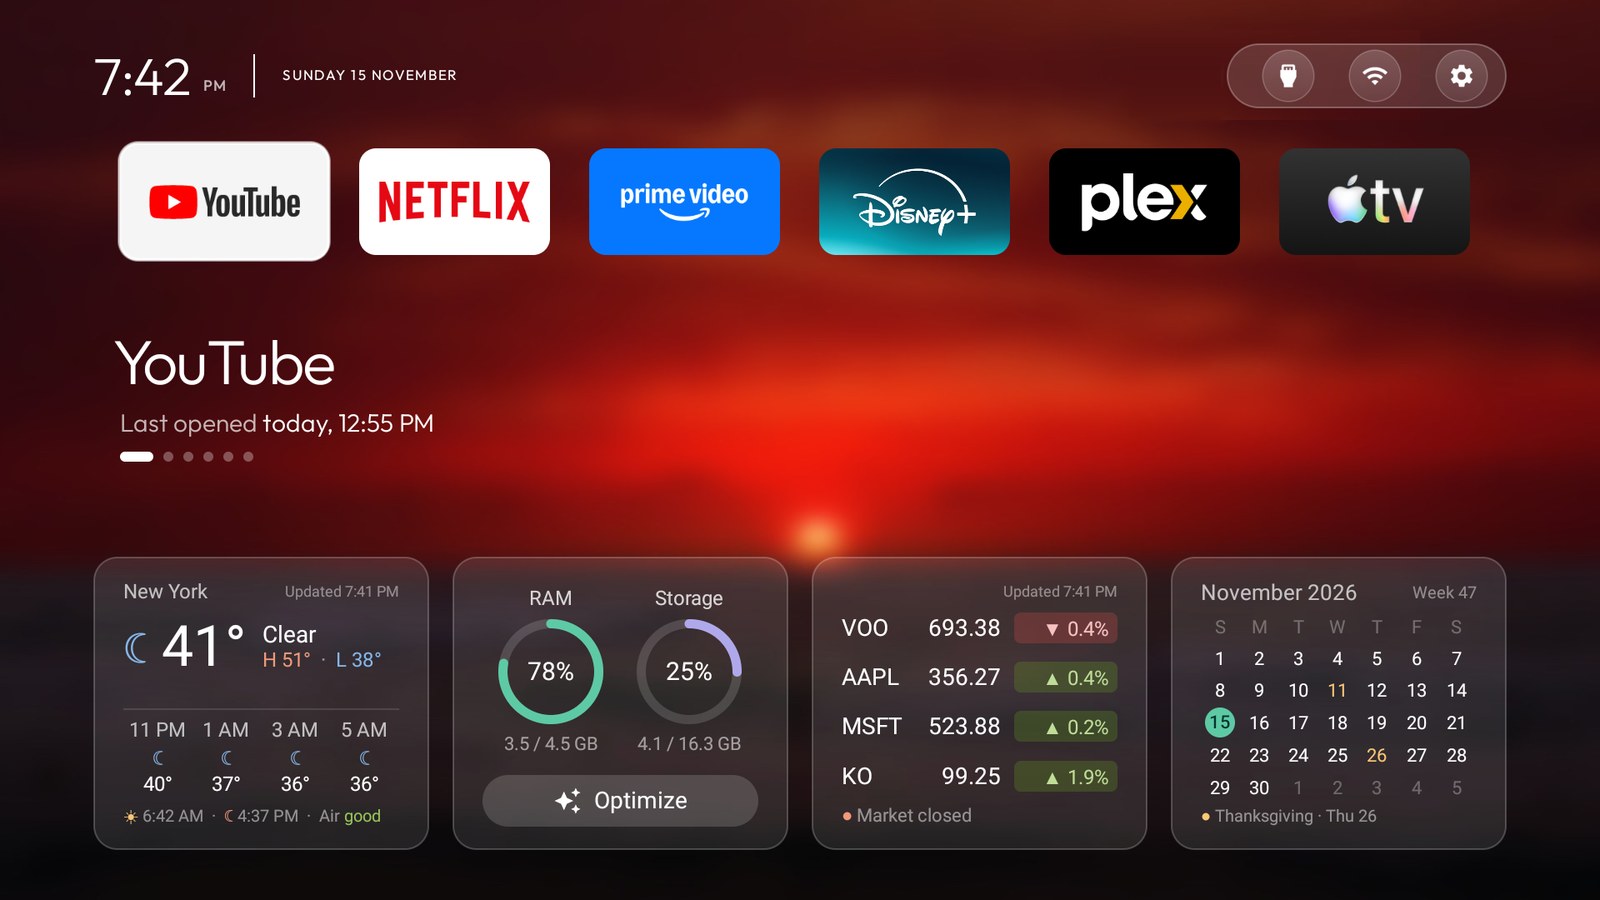 7:42 PM
SUNDAY 15 NOVEMBER
YouTube
NETFLIX
prime video
Disney+
plex
tv
YouTube
Last opened today, 12:55 PM
New York
Updated 7:41 PM
41°
Clear
H 51° · L 38°
11 PM 1 AM 3 AM 5 AM
40° 37° 36° 36°
6:42 AM · 4:37 PM · Air good
RAM
78%
3.5 / 4.5 GB
Storage
25%
4.1 / 16.3 GB
Optimize
Updated 7:41 PM
VOO 693.38 ▼ 0.4%
AAPL 356.27 ▲ 0.4%
MSFT 523.88 ▲ 0.2%
KO 99.25 ▲ 1.9%
Market closed
November 2026
Week 47
S M T W T F S
1 2 3 4 5 6 7
8 9 10 11 12 13 14
15 16 17 18 19 20 21
22 23 24 25 26 27 28
29 30 1 2 3 4 5
Thanksgiving · Thu 26